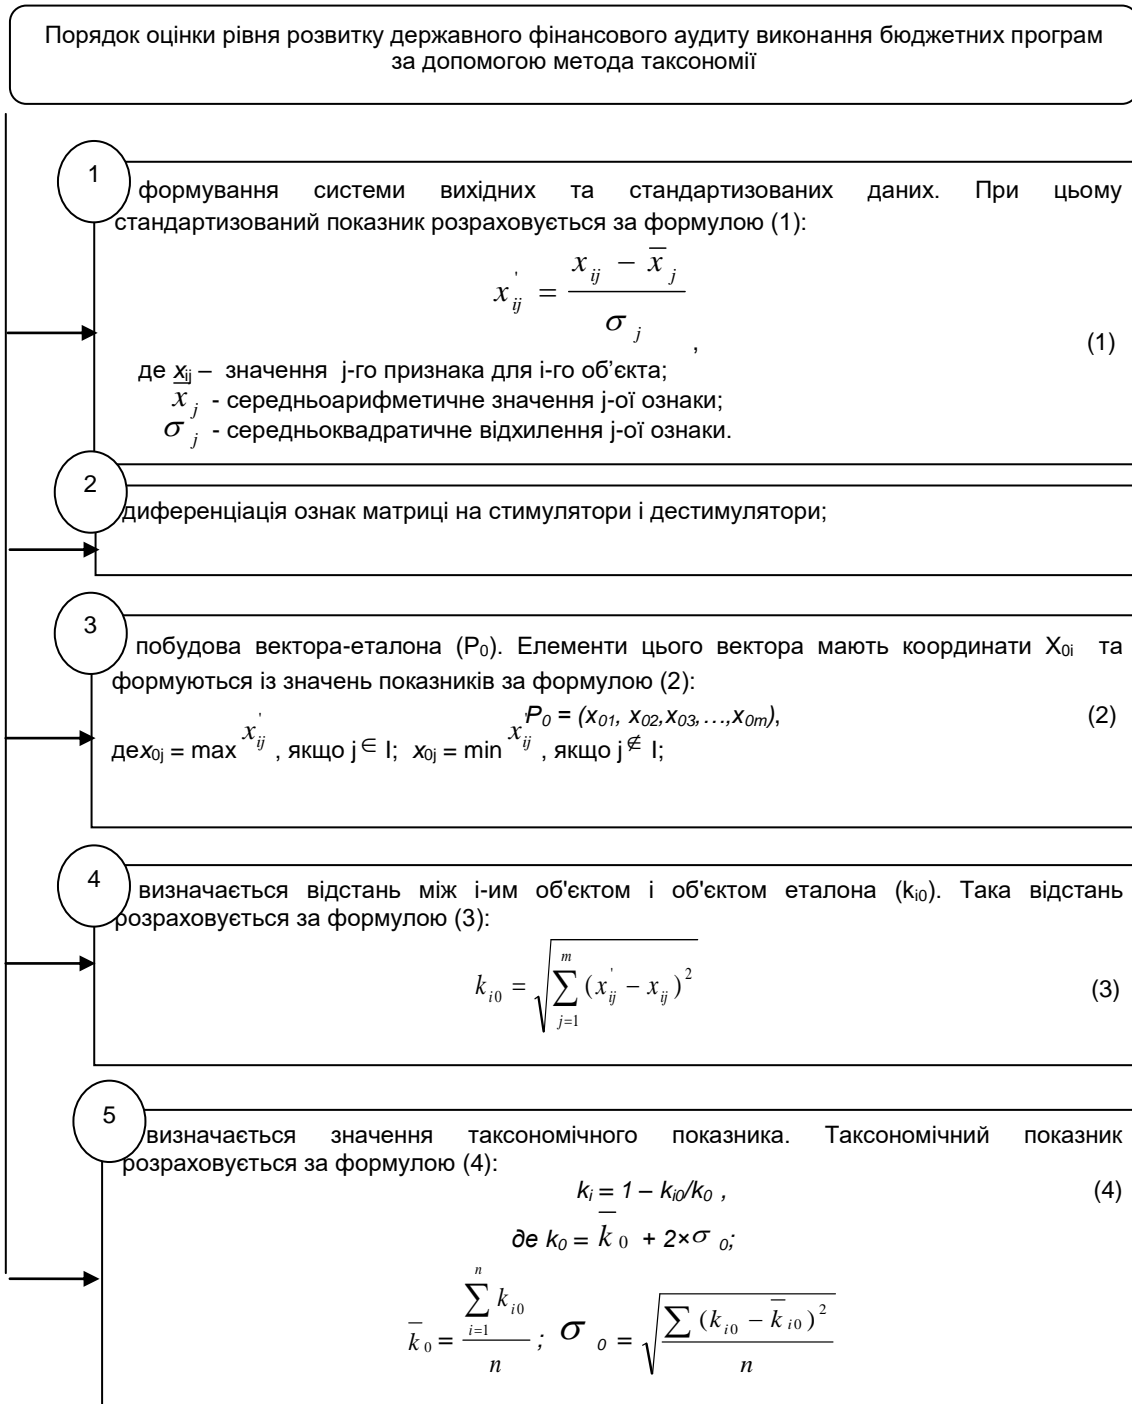 Порядок оцінки рівня розвитку державного фінансового аудиту виконання бюджетних програм
за допомогою метода таксономії
1
формування системи вихідних та стандартизованих даних. При цьому
стандартизований показник розраховується за формулою (1):
x'ij = (xij − x̅j) / σj , (1)
де xij – значення j-го признака для i-го об’єкта;
x̅j - середньоарифметичне значення j-ої ознаки;
σj - середньоквадратичне відхилення j-ої ознаки.
2
диференціація ознак матриці на стимулятори і дестимулятори;
3
побудова вектора-еталона (P0). Елементи цього вектора мають координати X0i та
формуються із значень показників за формулою (2):
P0 = (x01, x02,x03,…,x0m), (2)
деx0j = max x'ij , якщо j ∈ I; x0j = min x'ij , якщо j ∉ I;
4
визначається відстань між і-им об'єктом і об'єктом еталона (ki0). Така відстань
розраховується за формулою (3):
ki0 = √(∑j=1m (x'ij − xij)2) (3)
5
визначається значення таксономічного показника. Таксономічний показник
розраховується за формулою (4):
ki = 1 – ki0/k0 , (4)
де k0 = k̅0 + 2×σ0;
k̅0 = (∑i=1n ki0) / n ; σ0 = √(∑(ki0 − k̅i0)2 / n)